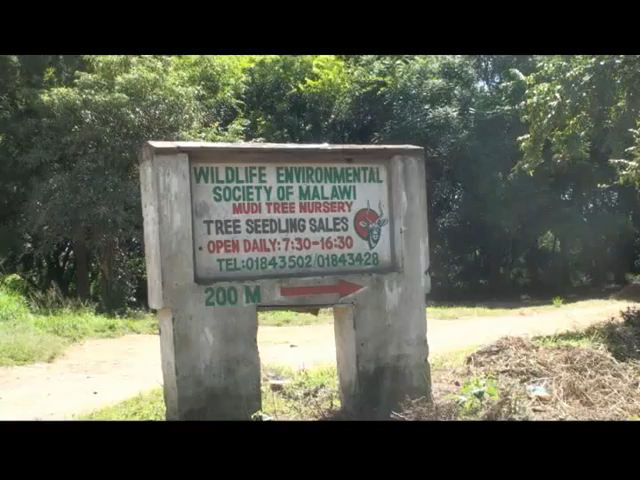 WILDLIFE ENVIRONMENTAL
SOCIETY OF MALAWI
MUDI TREE NURSERY
TREE SEEDLING SALES
OPEN DAILY: 7:30-16:30
TEL:01843502/01843428
200 M